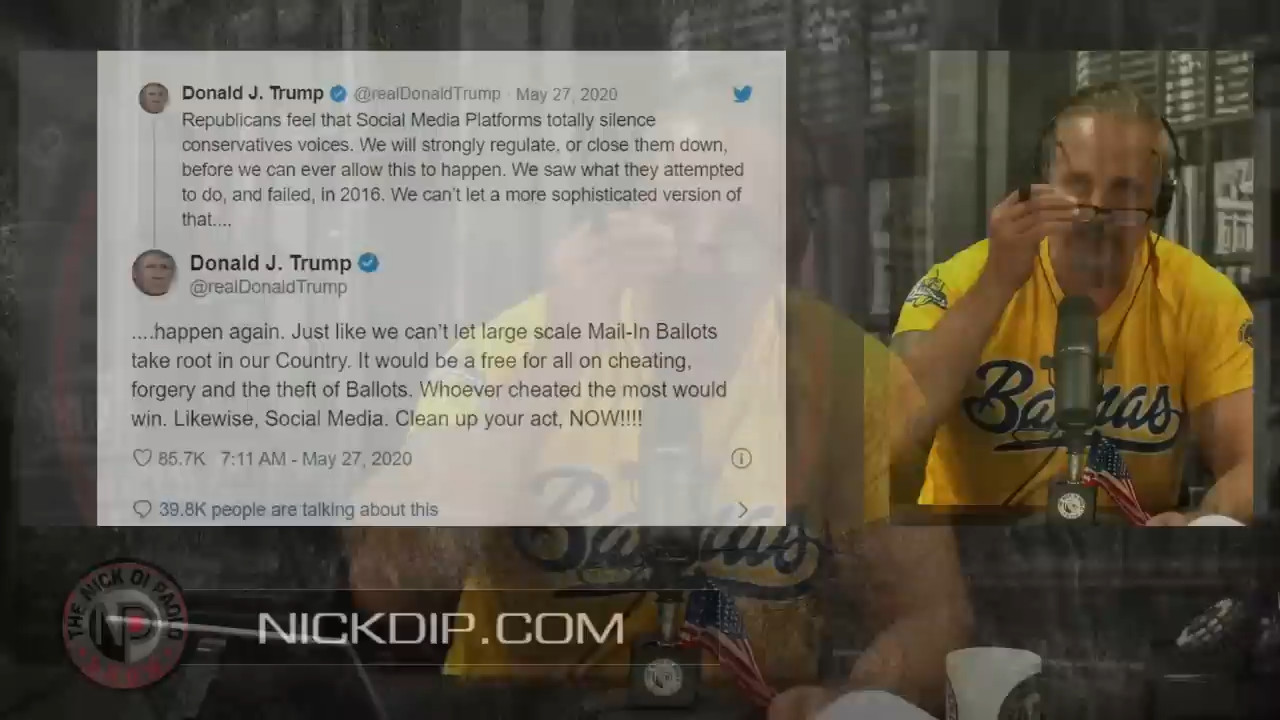 Donald J. Trump @realDonaldTrump · May 27, 2020
Republicans feel that Social Media Platforms totally silence
conservatives voices. We will strongly regulate, or close them down,
before we can ever allow this to happen. We saw what they attempted
to do, and failed, in 2016. We can't let a more sophisticated version of
that....
Donald J. Trump
@realDonaldTrump
....happen again. Just like we can't let large scale Mail-In Ballots
take root in our Country. It would be a free for all on cheating,
forgery and the theft of Ballots. Whoever cheated the most would
win. Likewise, Social Media. Clean up your act, NOW!!!!
85.7K 7:11 AM - May 27, 2020
39.8K people are talking about this
THE NICK DI PAOLO
NP
NICKDIP.COM